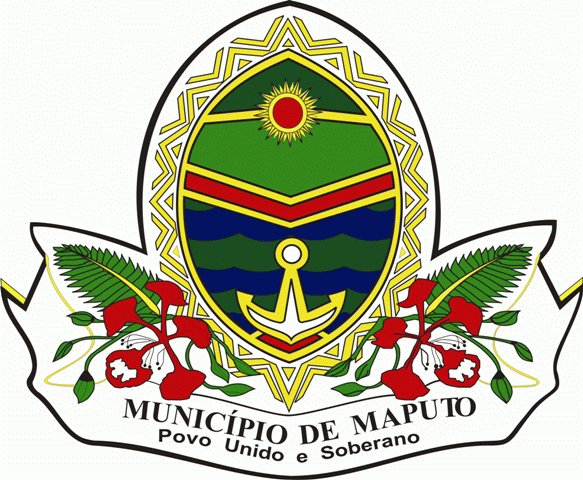 MUNICÍPIO DE MAPUTO
Povo Unido e Soberano